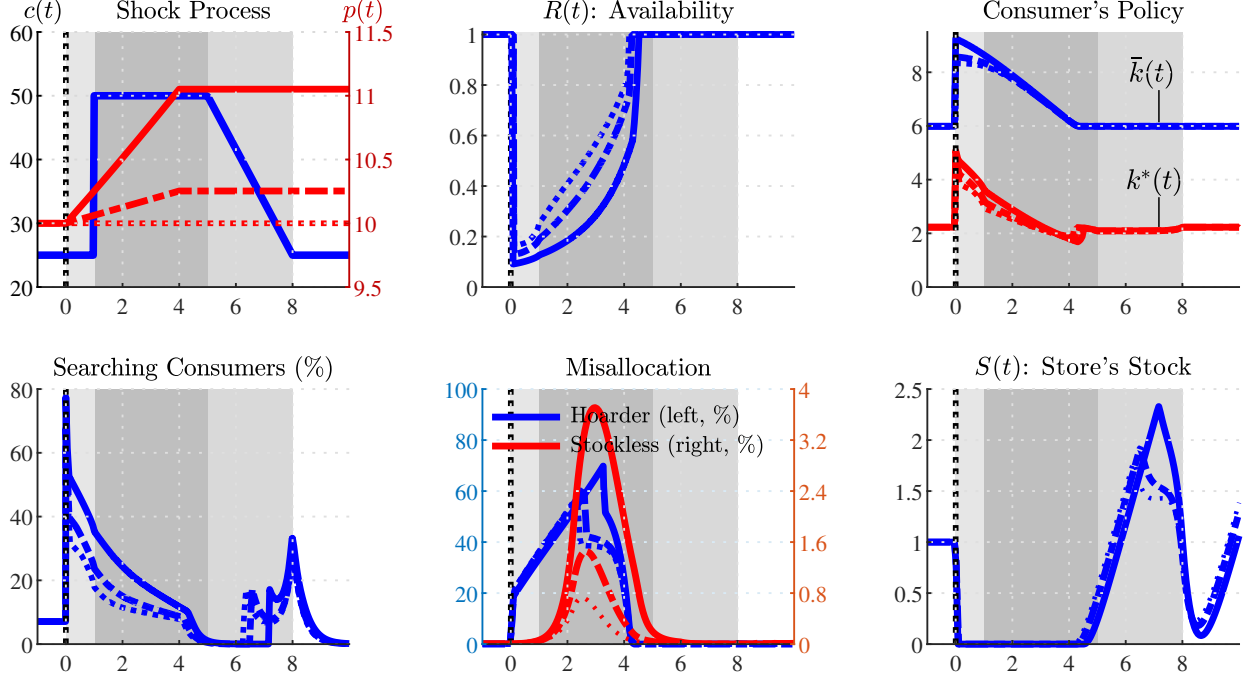 c(t) Shock Process p(t)
60 11.5
50 11
40 10.5
30 10
20 9.5
0 2 4 6 8
R(t): Availability
1
0.8
0.6
0.4
0.2
0
0 2 4 6 8
Consumer's Policy
8
6
4
2
0
k̄(t)
k*(t)
0 2 4 6 8
Searching Consumers (%)
80
60
40
20
0
0 2 4 6 8
Misallocation
100 4
80 3.2
60 2.4
40 1.6
20 0.8
0 0
Hoarder (left, %)
Stockless (right, %)
0 2 4 6 8
S(t): Store's Stock
2.5
2
1.5
1
0.5
0
0 2 4 6 8